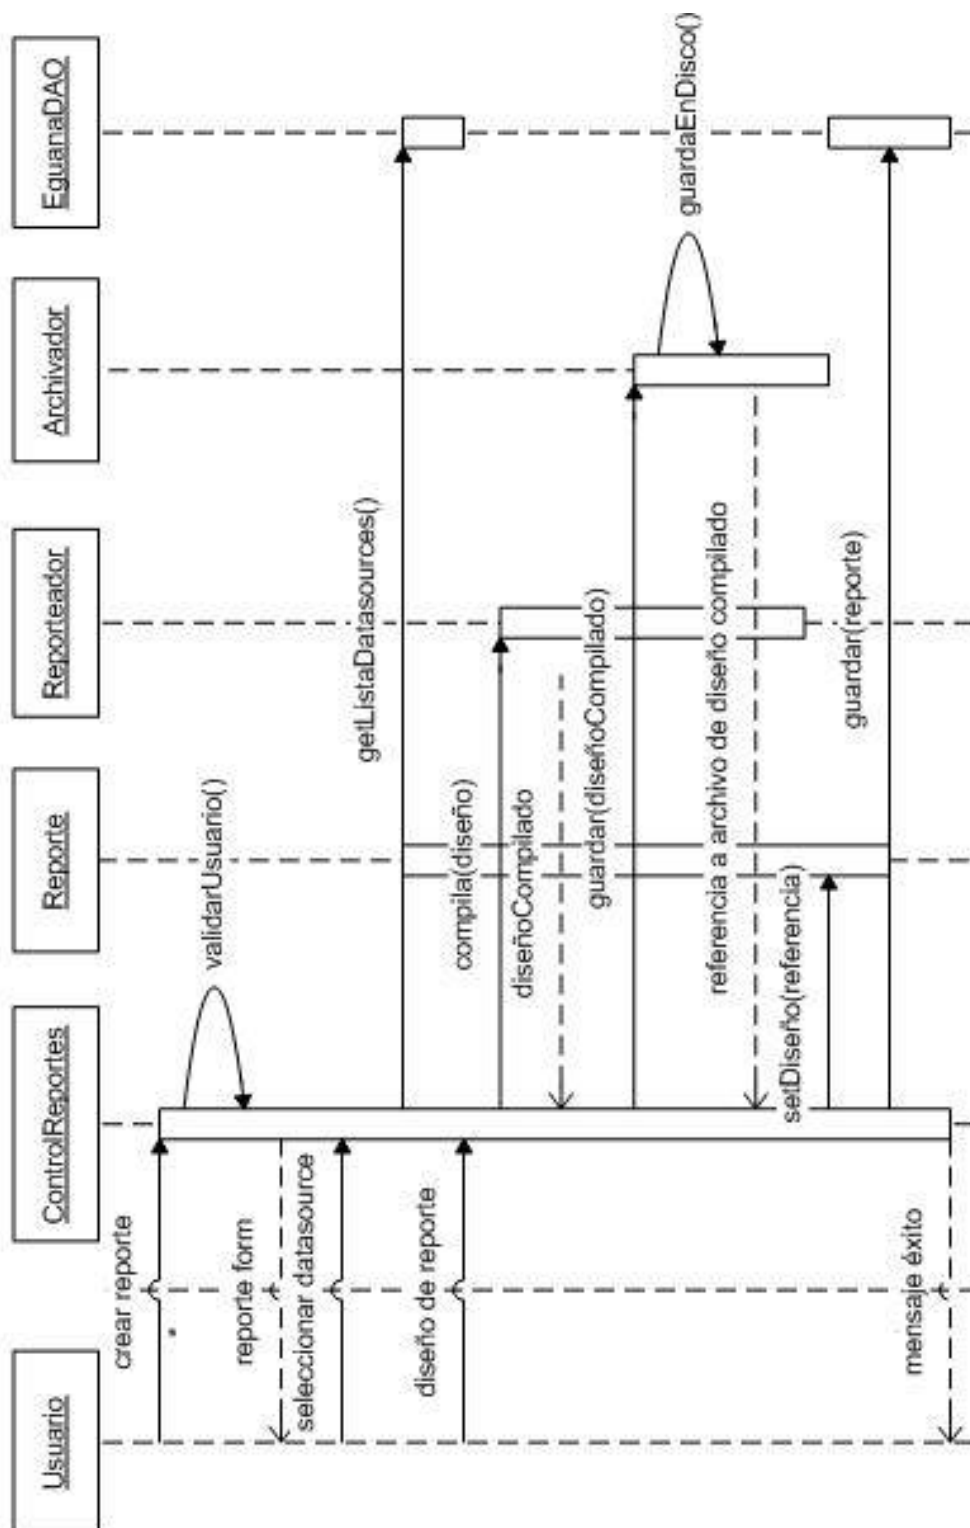 Usuario
ControlReportes
Reporte
Reporteador
Archivador
EguanaDAO
crear reporte
validarUsuario()
reporte form
seleccionar datasource
getListaDatasources()
diseño de reporte
compila(diseño)
diseñoCompilado
guardar(diseñoCompilado)
guardaEnDisco()
referencia a archivo de diseño compilado
setDiseño(referencia)
guardar(reporte)
mensaje éxito